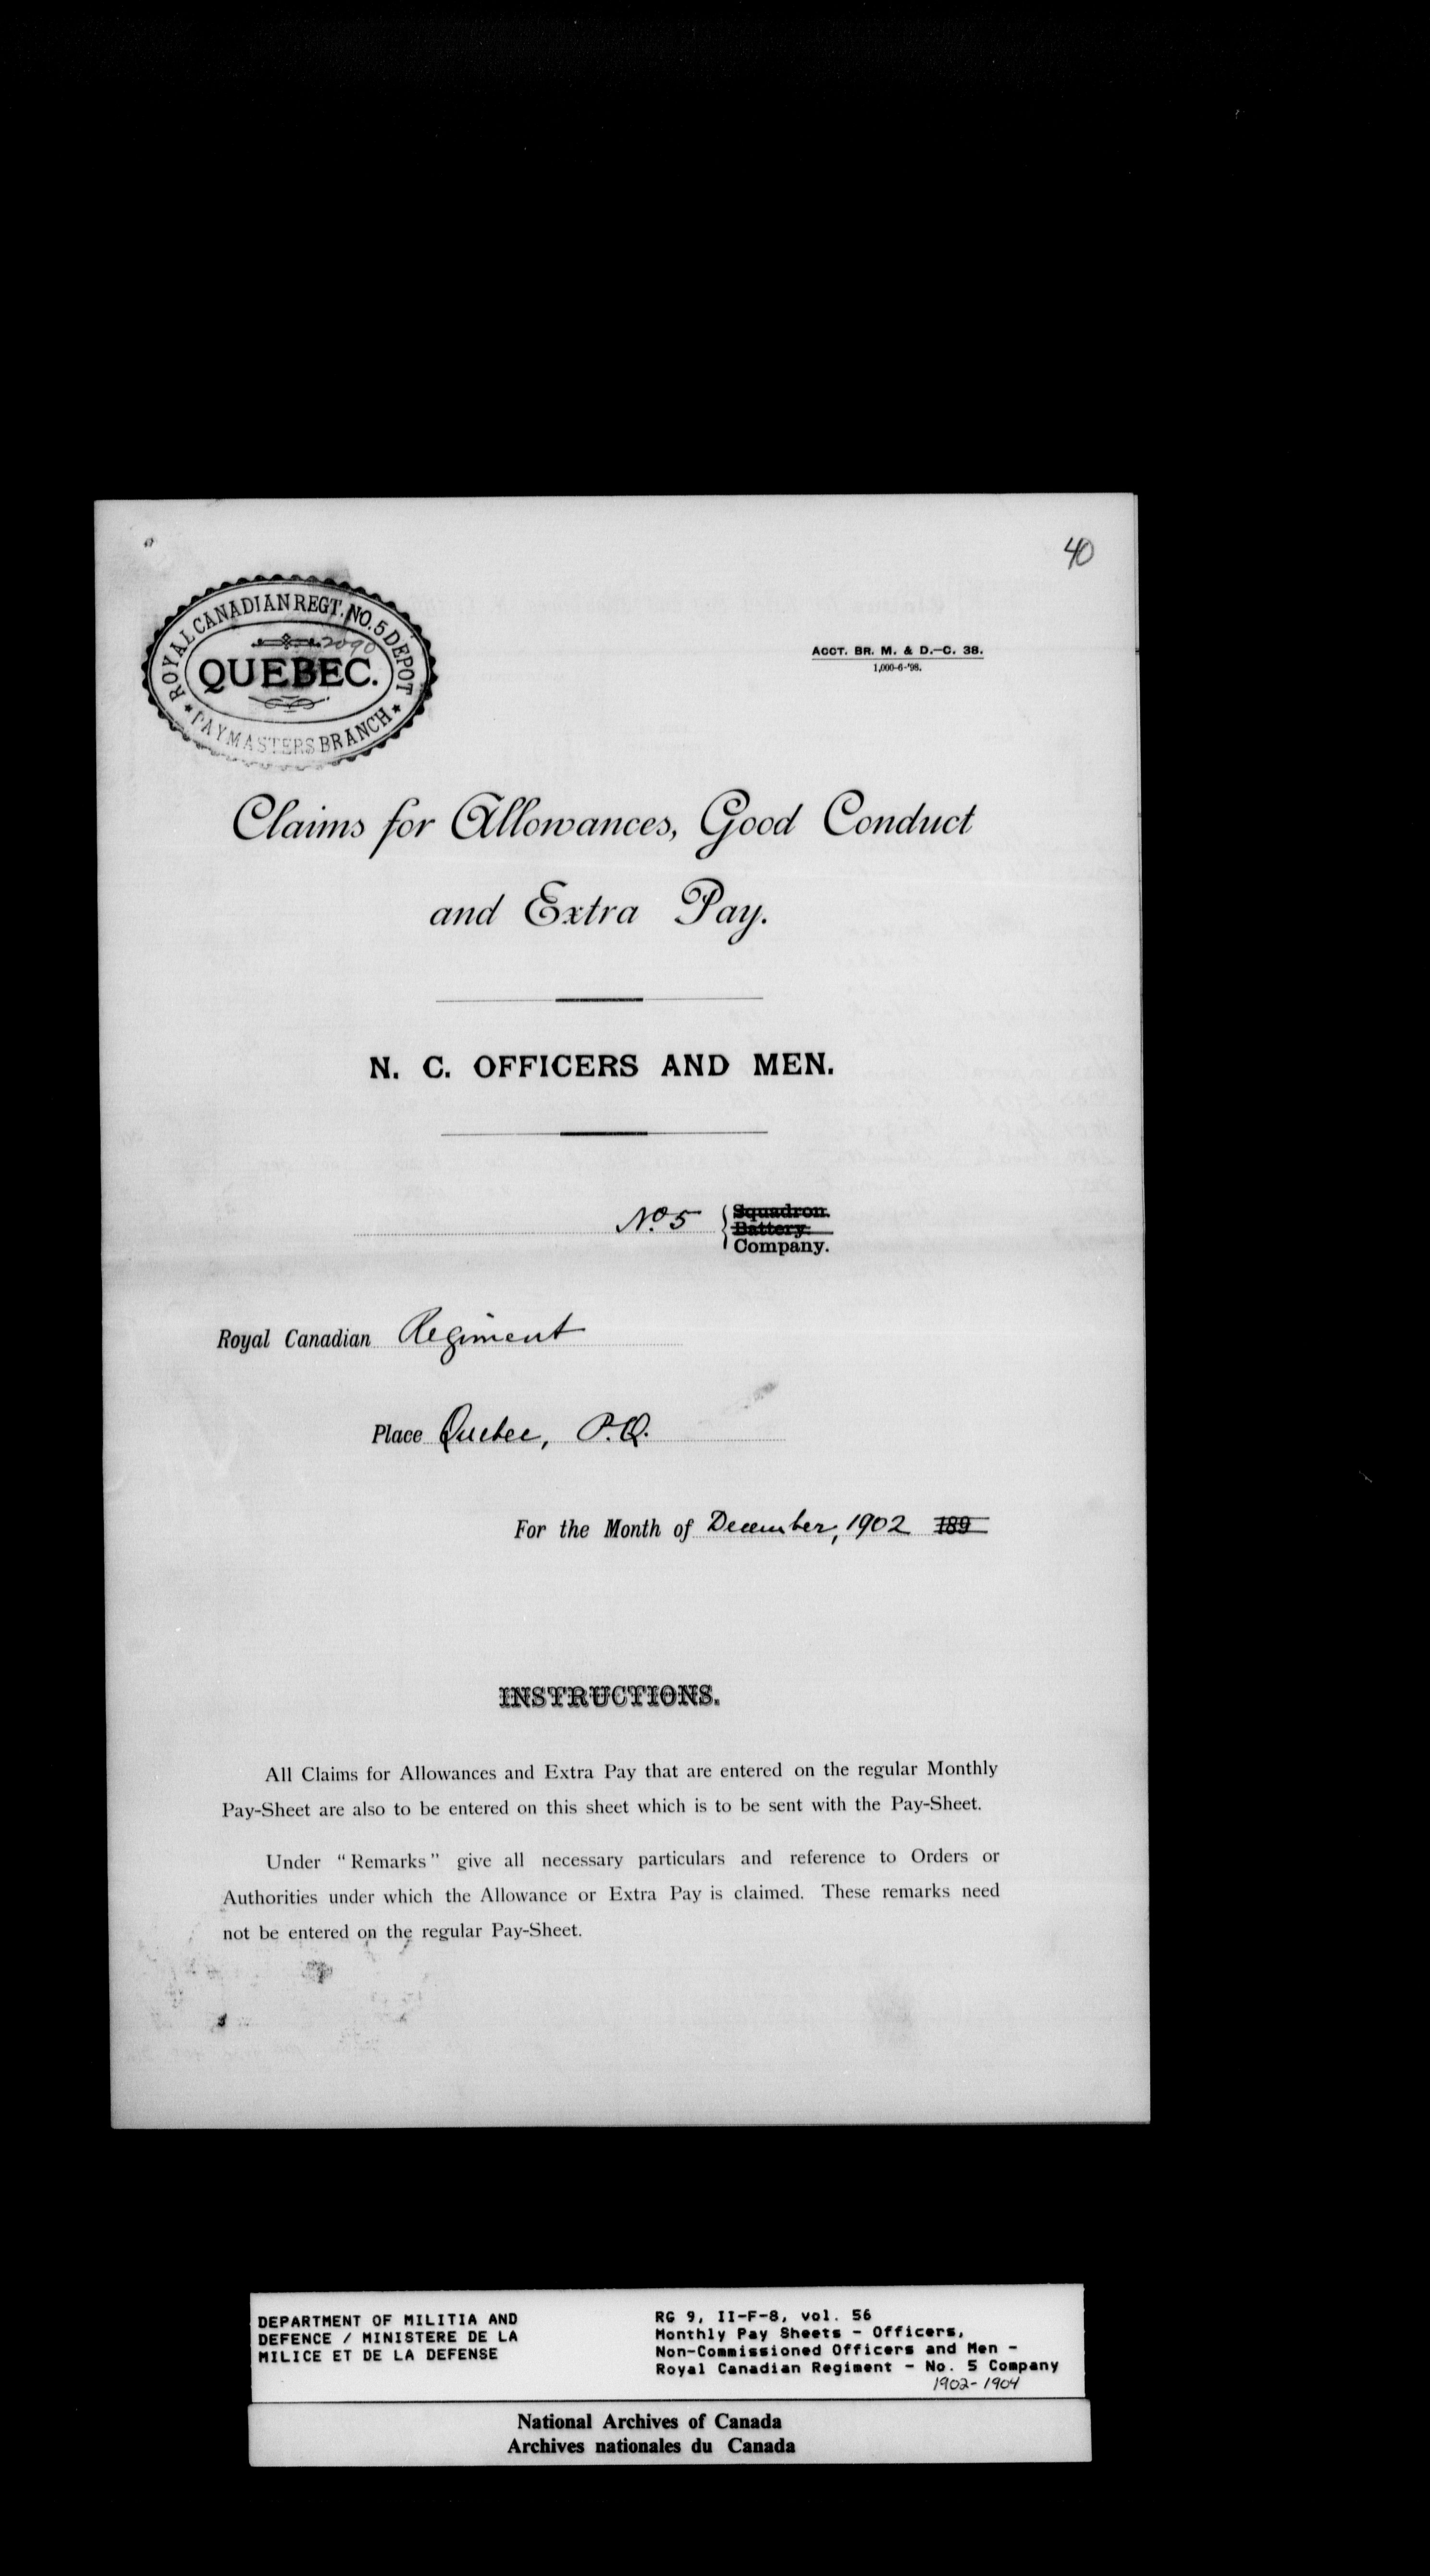 40
ROYAL CANADIAN REGT. NO. 5 DEPOT
2090
QUEBEC.
* PAYMASTERS BRANCH *
ACCT. BR. M. & D.—C. 38.
1,000-6-'98.
Claims for Allowances, Good Conduct
and Extra Pay.
N. C. OFFICERS AND MEN.
Squadron.
No. 5 Battery.
Company.
Royal Canadian Regiment
Place Quebec, P.Q.
For the Month of December, 1902 189
INSTRUCTIONS.
All Claims for Allowances and Extra Pay that are entered on the regular Monthly
Pay-Sheet are also to be entered on this sheet which is to be sent with the Pay-Sheet.
Under "Remarks" give all necessary particulars and reference to Orders or
Authorities under which the Allowance or Extra Pay is claimed. These remarks need
not be entered on the regular Pay-Sheet.
DEPARTMENT OF MILITIA AND
DEFENCE / MINISTERE DE LA
MILICE ET DE LA DEFENSE
RG 9, II-F-8, vol. 56
Monthly Pay Sheets - Officers,
Non-Commissioned Officers and Men -
Royal Canadian Regiment - No. 5 Company
1902-1904
National Archives of Canada
Archives nationales du Canada